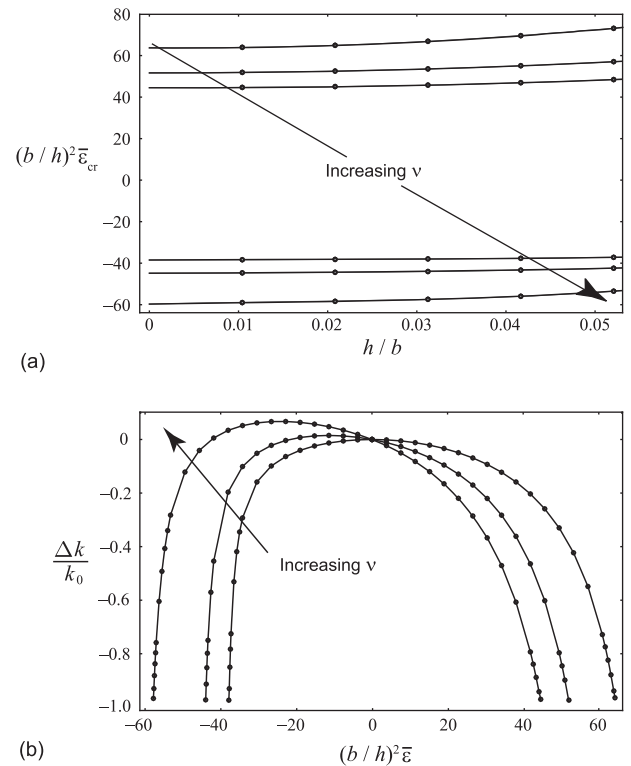 80
60
40
20
0
−20
−40
−60
(b / h)² ε̅cr
Increasing ν
0 0.01 0.02 0.03 0.04 0.05
h / b
(a)
0
−0.2
−0.4
−0.6
−0.8
−1.0
Δk
k₀
Increasing ν
−60 −40 −20 0 20 40 60
(b / h)² ε̅
(b)